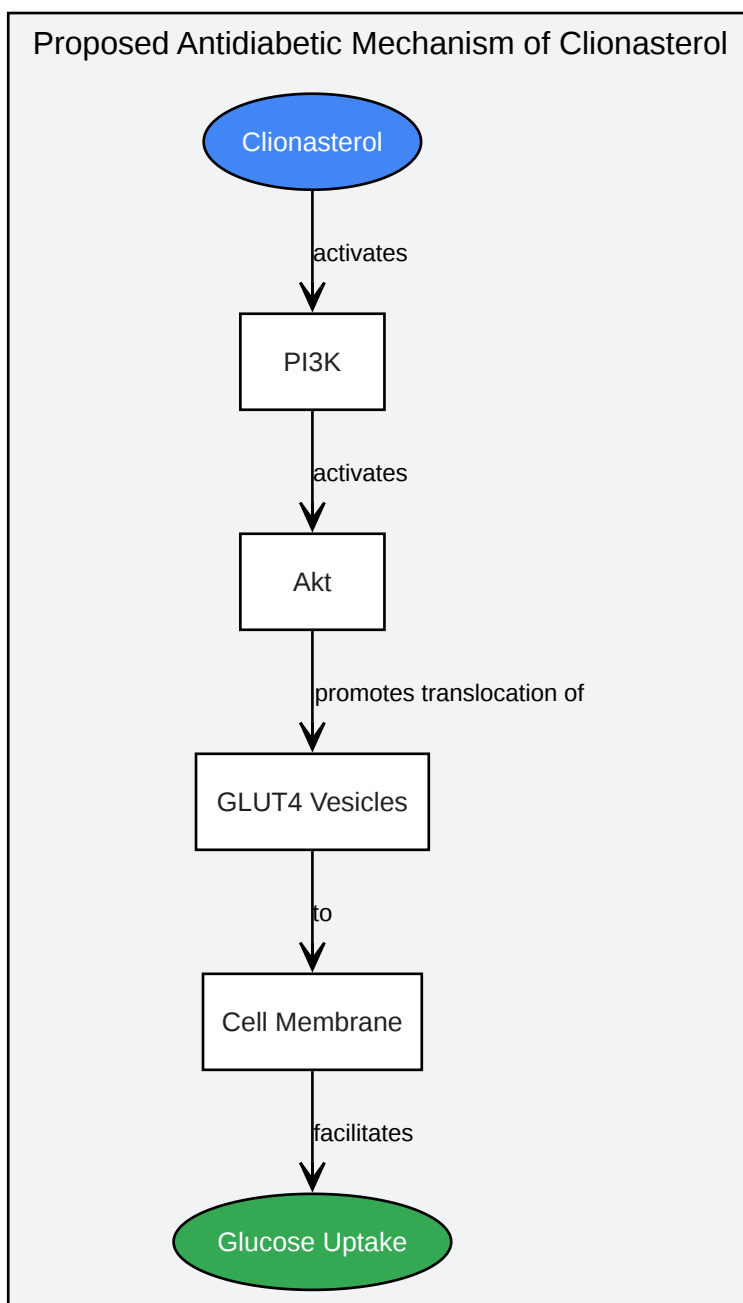 Proposed Antidiabetic Mechanism of Clionasterol
Clionasterol
activates
PI3K
activates
Akt
promotes translocation of
GLUT4 Vesicles
to
Cell Membrane
facilitates
Glucose Uptake